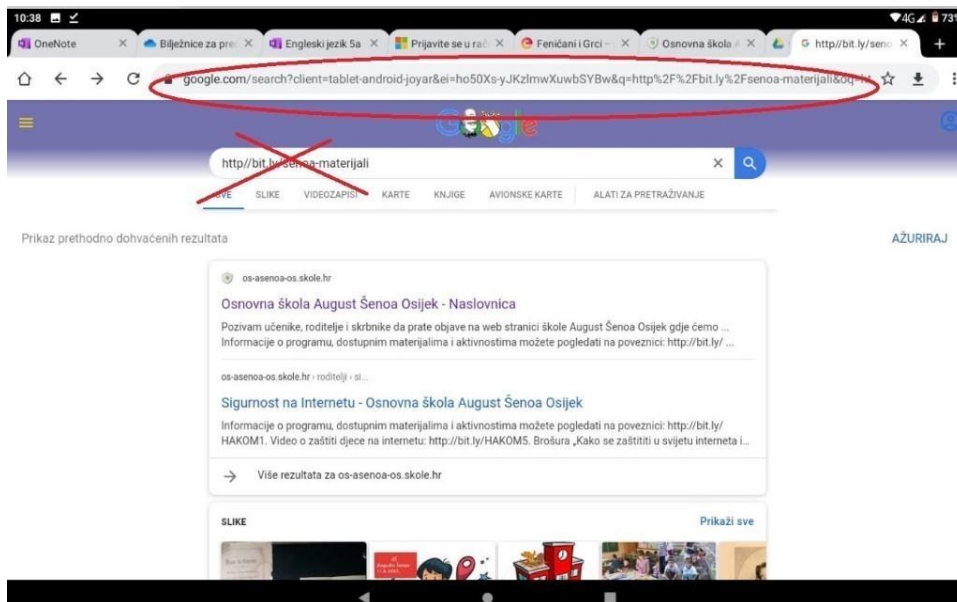 10:38 4G 73%
OneNote Bilježnice za pre Engleski jezik 5a Prijavite se u rač Feničani i Grci – Osnovna škola http//bit.ly/seno
google.com/search?client=tablet-android-joyar&ei=ho50Xs-yJKzlmwXuwbSYBw&q=http%2F%2Fbit.ly%2Fsenoa-materijali&oq=ht
Google
http//bit.ly/senoa-materijali
SVE SLIKE VIDEOZAPISI KARTE KNJIGE AVIONSKE KARTE ALATI ZA PRETRAŽIVANJE
Prikaz prethodno dohvaćenih rezultata AŽURIRAJ
os-asenoa-os.skole.hr
Osnovna škola August Šenoa Osijek - Naslovnica
Pozivam učenike, roditelje i skrbnike da prate objave na web stranici škole August Šenoa Osijek gdje ćemo ...
Informacije o programu, dostupnim materijalima i aktivnostima možete pogledati na poveznici: http://bit.ly/ ...
os-asenoa-os.skole.hr › roditelji › si...
Sigurnost na Internetu - Osnovna škola August Šenoa Osijek
Informacije o programu, dostupnim materijalima i aktivnostima možete pogledati na poveznici: http://bit.ly/
HAKOM1. Video o zaštiti djece na internetu: http://bit.ly/HAKOM5. Brošura „Kako se zaštititi u svijetu interneta i...
Više rezultata za os-asenoa-os.skole.hr
SLIKE Prikaži sve